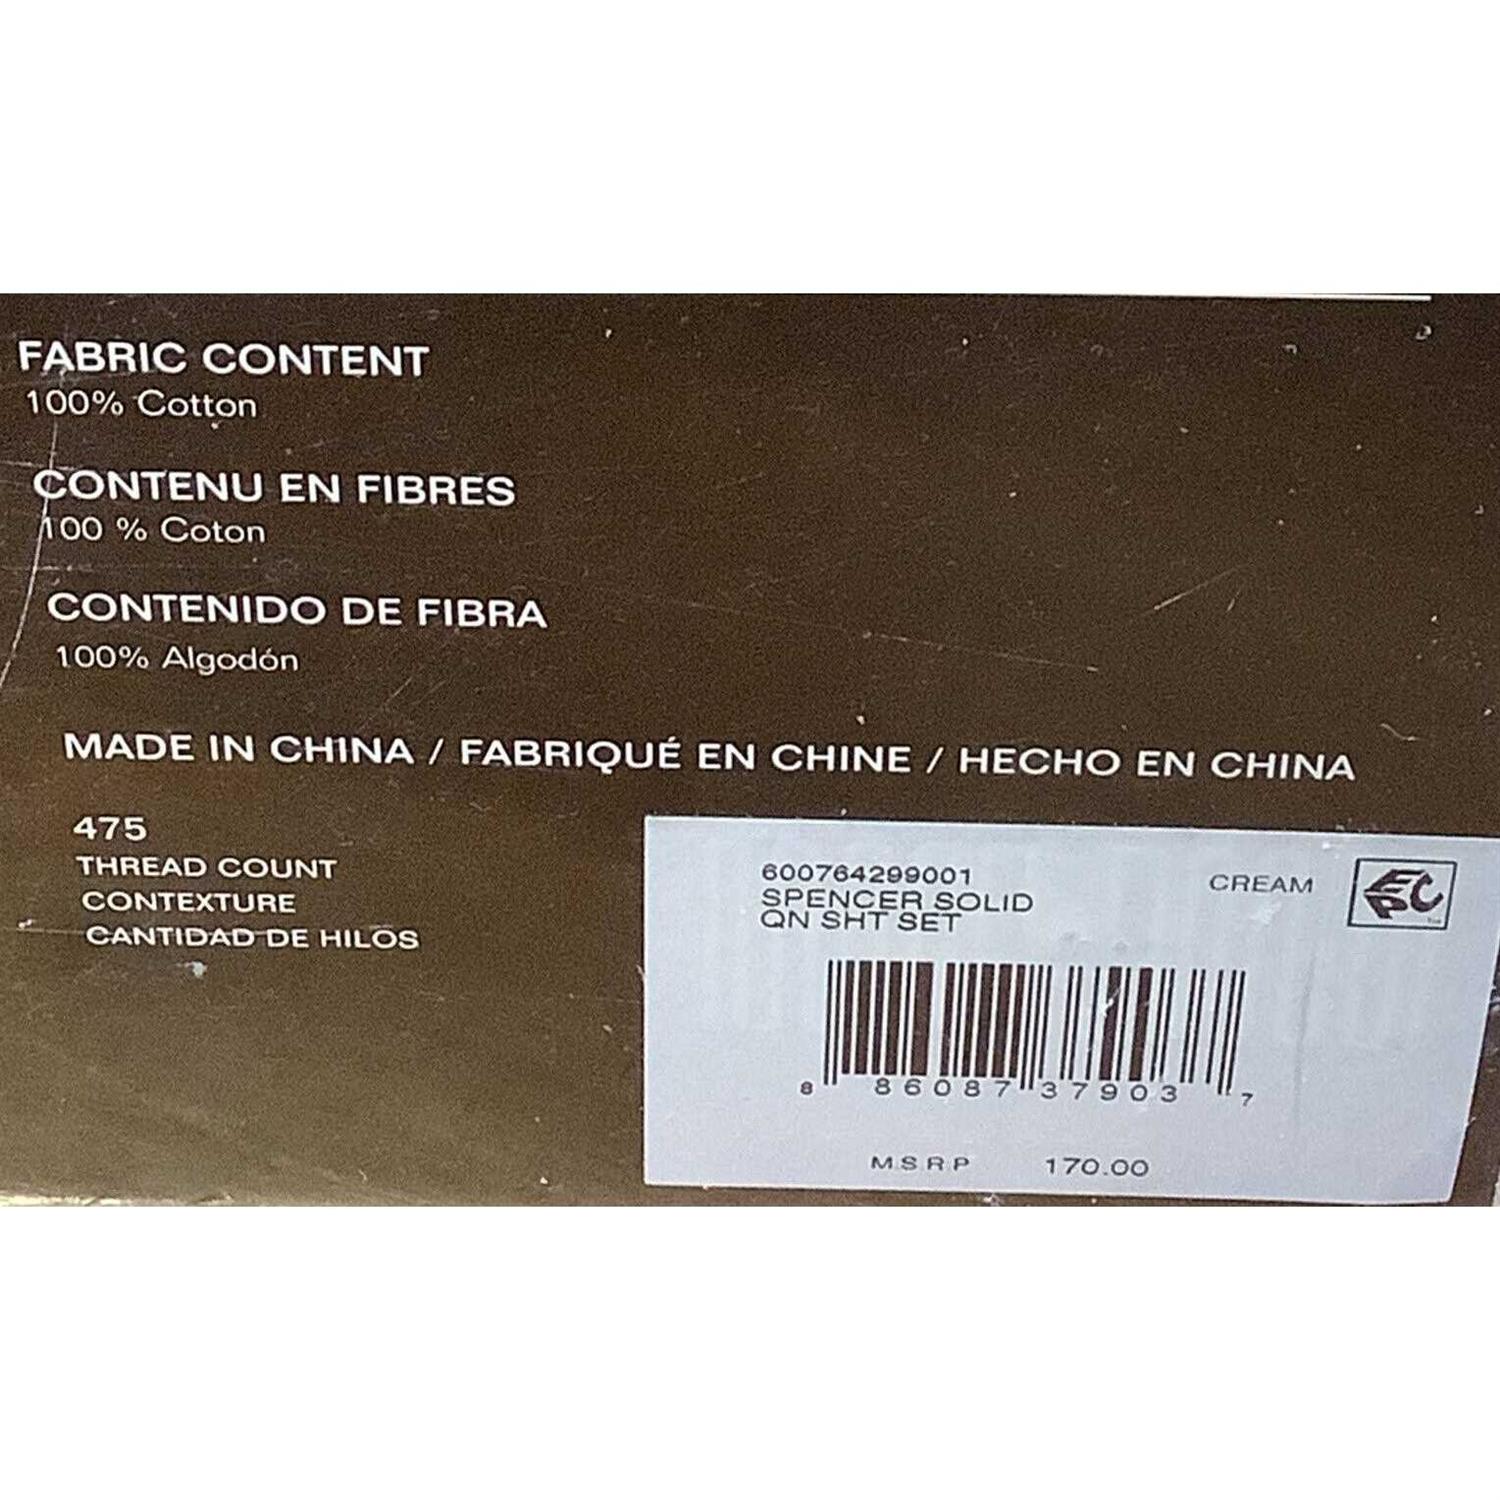 FABRIC CONTENT
100% Cotton
CONTENU EN FIBRES
100 % Coton
CONTENIDO DE FIBRA
100% Algodón
MADE IN CHINA / FABRIQUÉ EN CHINE / HECHO EN CHINA
475
THREAD COUNT
CONTEXTURE
CANTIDAD DE HILOS
600764299001 CREAM EPC
SPENCER SOLID
QN SHT SET
8 86087 37903 7
M.S.R.P 170.00